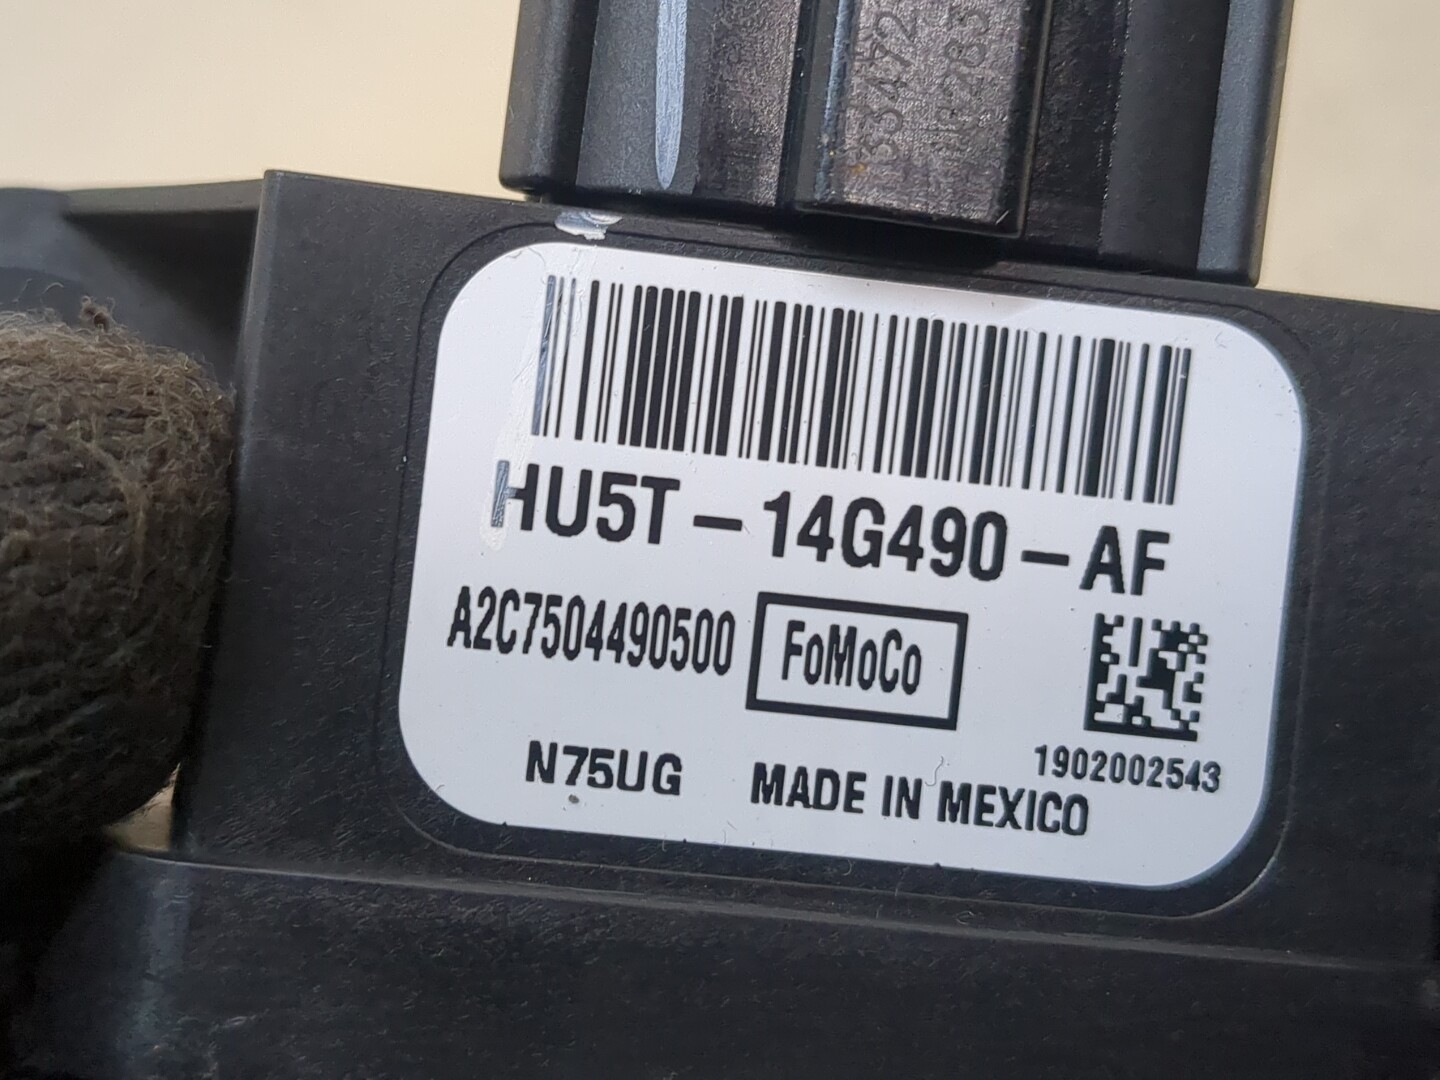 HU5T-14G490-AF
A2C7504490500 FoMoCo
1902002543
N75UG MADE IN MEXICO